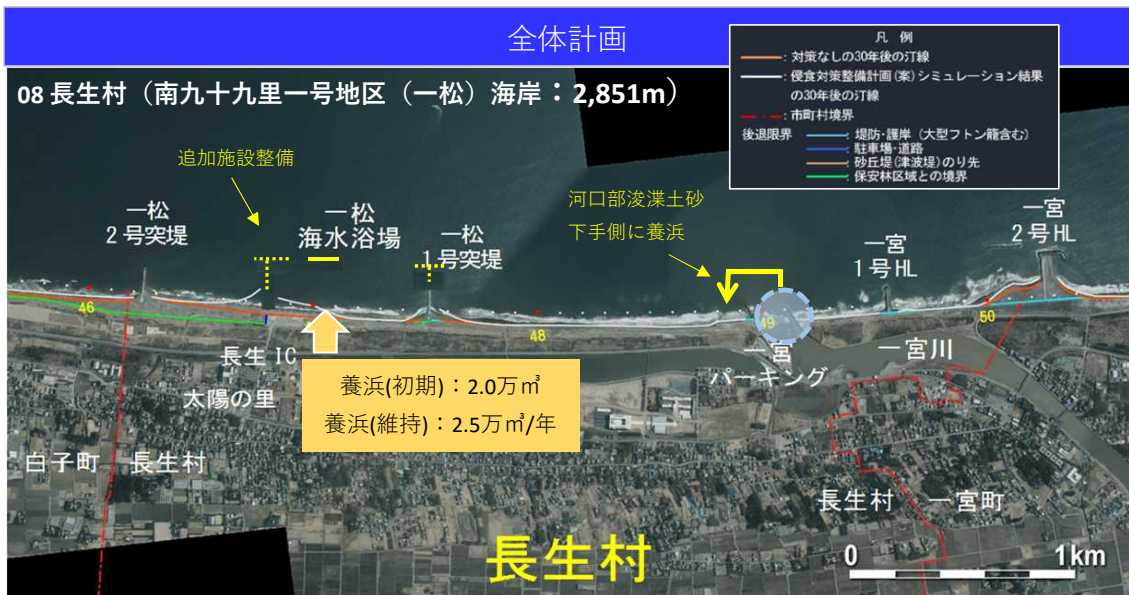 全体計画
08 長生村（南九十九里一号地区（一松）海岸：2,851m）
凡 例
：対策なしの30年後の汀線
：侵食対策整備計画(案)シミュレーション結果
の30年後の汀線
：市町村境界
後退限界
：堤防・護岸（大型フトン籠含む）
：駐車場・道路
：砂丘堤(津波堤)のり先
：保安林区域との境界
追加施設整備
河口部浚渫土砂
下手側に養浜
一松
2号突堤
一松
海水浴場
一松
1号突堤
一宮
1号HL
一宮
2号HL
46
48
49
50
長生IC
太陽の里
養浜(初期)：2.0万㎥
養浜(維持)：2.5万㎥/年
一宮
パーキング
一宮川
白子町
長生村
長生村
一宮町
長生村
0
1km